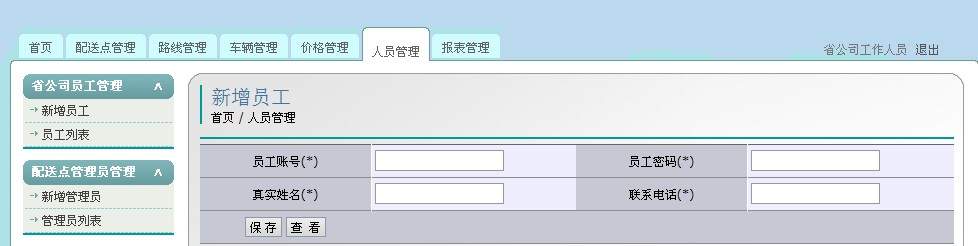 首页 配送点管理 路线管理 车辆管理 价格管理 人员管理 报表管理
省公司工作人员 退出
省公司员工管理
新增员工
员工列表
配送点管理员管理
新增管理员
管理员列表
新增员工
首页 / 人员管理
员工账号(*) 员工密码(*)
真实姓名(*) 联系电话(*)
保存 查看